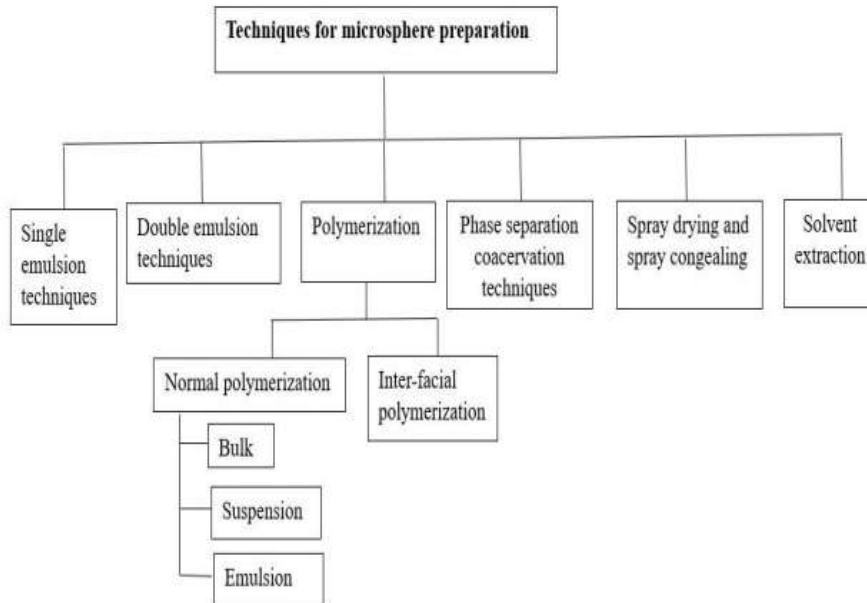 Techniques for microsphere preparation
Single
emulsion
techniques
Double emulsion
techniques
Polymerization
Phase separation
coacervation
techniques
Spray drying and
spray congealing
Solvent
extraction
Normal polymerization
Inter-facial
polymerization
Bulk
Suspension
Emulsion